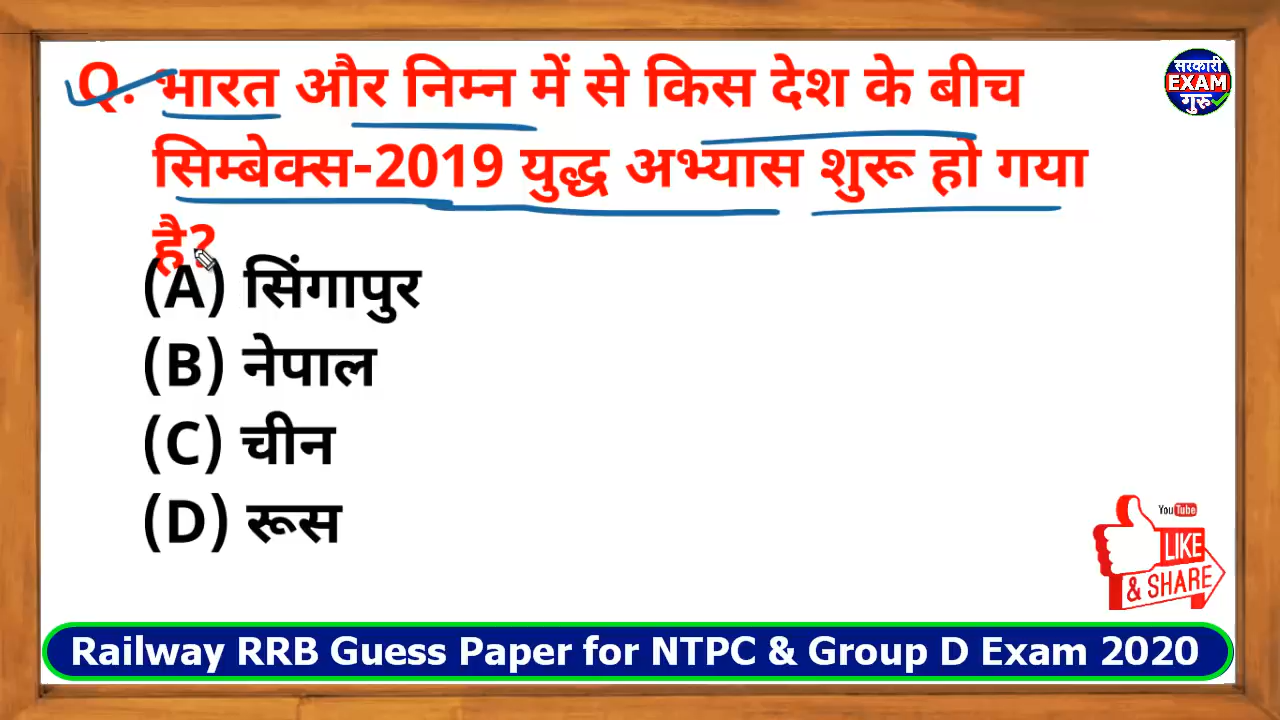 सरकारी
EXAM
गुरु
Q. भारत और निम्न में से किस देश के बीच
सिम्बेक्स-2019 युद्ध अभ्यास शुरू हो गया
है?
(A) सिंगापुर
(B) नेपाल
(C) चीन
(D) रूस
YouTube
LIKE
& SHARE
Railway RRB Guess Paper for NTPC & Group D Exam 2020